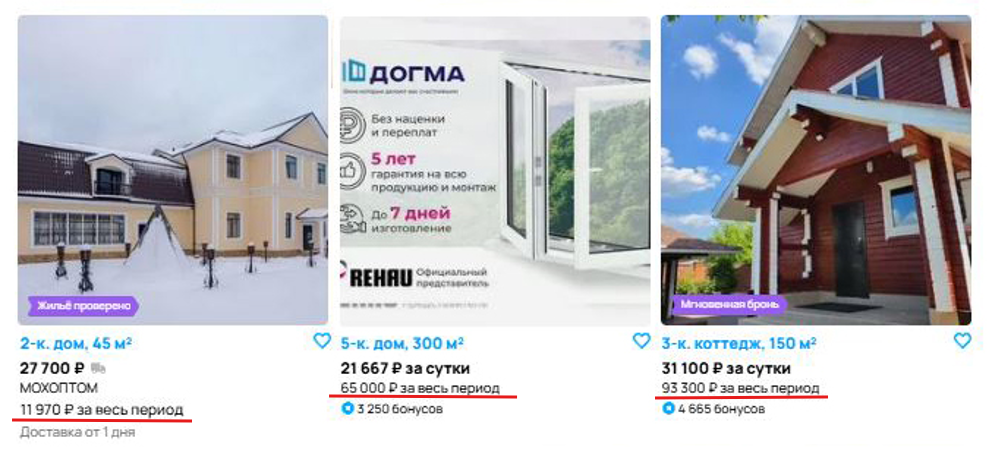 Жильё проверено
2-к. дом, 45 м²
27 700 ₽
МОХОПТОМ
11 970 ₽ за весь период
Доставка от 1 дня
ДОГМА
Без наценки
и переплат
5 лет
гарантия на всю
продукцию и монтаж
До 7 дней
изготовление
REHAU Официальный
представитель
5-к. дом, 300 м²
21 667 ₽ за сутки
65 000 ₽ за весь период
3 250 бонусов
Мгновенная бронь
3-к. коттедж, 150 м²
31 100 ₽ за сутки
93 300 ₽ за весь период
4 665 бонусов